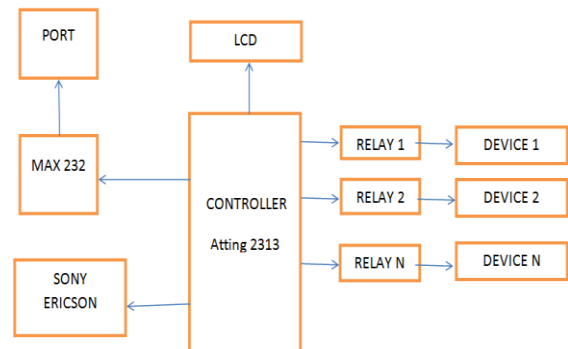 PORT
LCD
MAX 232
CONTROLLER
Atting 2313
RELAY 1
DEVICE 1
RELAY 2
DEVICE 2
RELAY N
DEVICE N
SONY
ERICSON